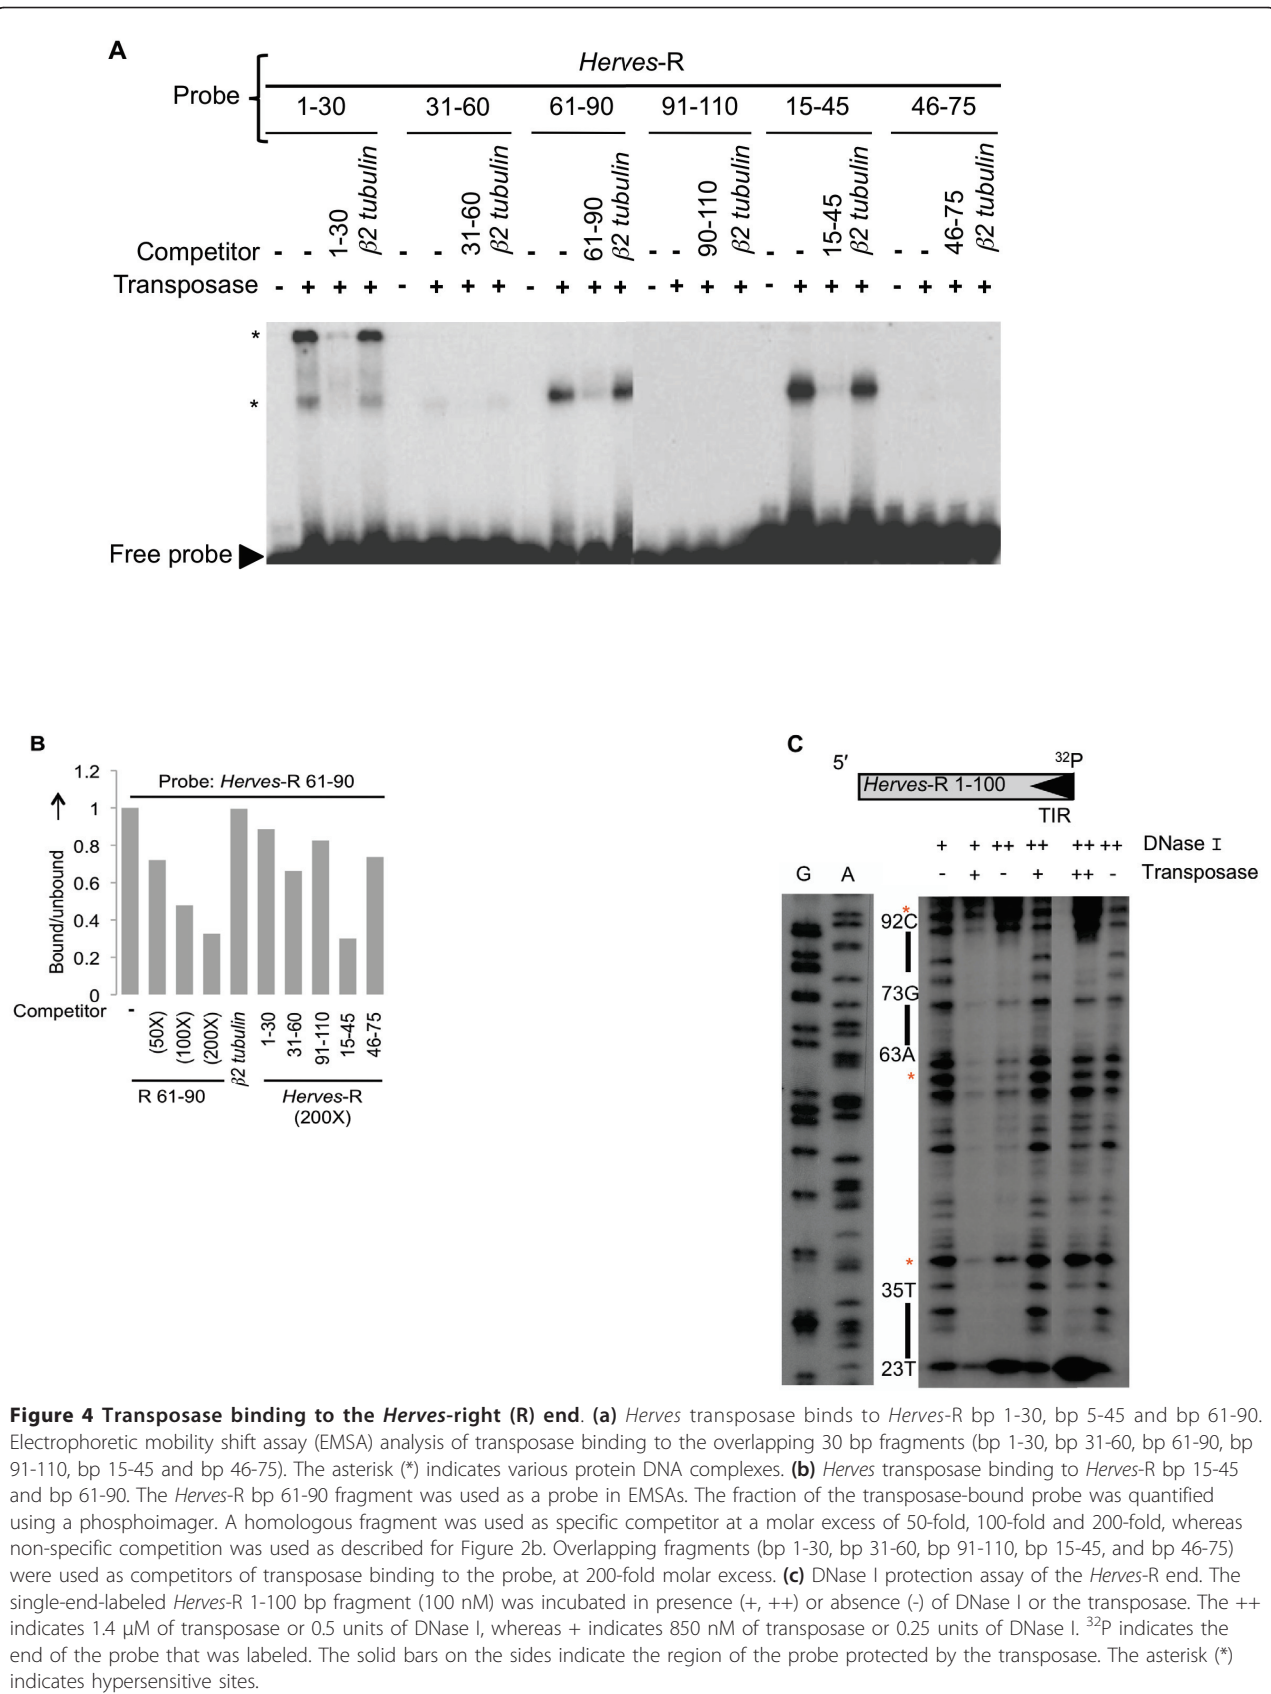 A
Herves-R
Probe
1-30 31-60 61-90 91-110 15-45 46-75
Competitor - - 1-30 β2 tubulin - - 31-60 β2 tubulin - - 61-90 β2 tubulin - - 90-110 β2 tubulin - - 15-45 β2 tubulin - - 46-75 β2 tubulin
Transposase - + + + - + + + - + + + - + + + - + + + - + + +
*
*
Free probe
B
Probe: Herves-R 61-90
Bound/unbound
1.2
1
0.8
0.6
0.4
0.2
0
Competitor - (50X) (100X) (200X) β2 tubulin 1-30 31-60 91-110 15-45 46-75
R 61-90 Herves-R
(200X)
C
5′ 32P
Herves-R 1-100
TIR
+ + ++ ++ ++ ++ DNase I
G A - + - + ++ - Transposase
*
92C
73G
63A
*
*
35T
23T
Figure 4 Transposase binding to the Herves-right (R) end. (a) Herves transposase binds to Herves-R bp 1-30, bp 5-45 and bp 61-90.
Electrophoretic mobility shift assay (EMSA) analysis of transposase binding to the overlapping 30 bp fragments (bp 1-30, bp 31-60, bp 61-90, bp
91-110, bp 15-45 and bp 46-75). The asterisk (*) indicates various protein DNA complexes. (b) Herves transposase binding to Herves-R bp 15-45
and bp 61-90. The Herves-R bp 61-90 fragment was used as a probe in EMSAs. The fraction of the transposase-bound probe was quantified
using a phosphoimager. A homologous fragment was used as specific competitor at a molar excess of 50-fold, 100-fold and 200-fold, whereas
non-specific competition was used as described for Figure 2b. Overlapping fragments (bp 1-30, bp 31-60, bp 91-110, bp 15-45, and bp 46-75)
were used as competitors of transposase binding to the probe, at 200-fold molar excess. (c) DNase I protection assay of the Herves-R end. The
single-end-labeled Herves-R 1-100 bp fragment (100 nM) was incubated in presence (+, ++) or absence (-) of DNase I or the transposase. The ++
indicates 1.4 μM of transposase or 0.5 units of DNase I, whereas + indicates 850 nM of transposase or 0.25 units of DNase I. 32P indicates the
end of the probe that was labeled. The solid bars on the sides indicate the region of the probe protected by the transposase. The asterisk (*)
indicates hypersensitive sites.